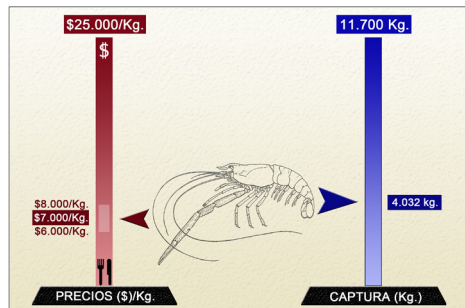 $25.000/Kg.
11.700 Kg.
$
$8.000/Kg.
$7.000/Kg.
$6.000/Kg.
4.032 kg.
PRECIOS ($)/Kg.
CAPTURA (Kg.)